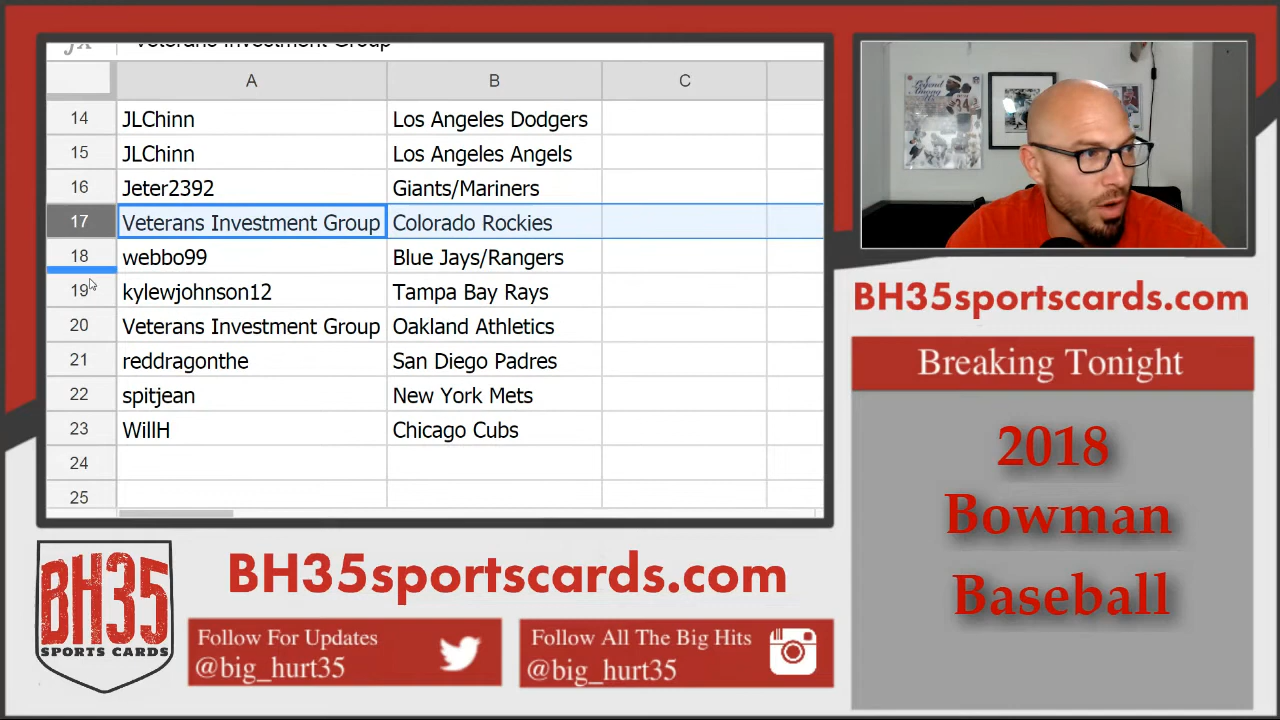 Veterans Investment Group
A B C
14 JLChinn Los Angeles Dodgers
15 JLChinn Los Angeles Angels
16 Jeter2392 Giants/Mariners
17 Veterans Investment Group Colorado Rockies
18 webbo99 Blue Jays/Rangers
19 kylewjohnson12 Tampa Bay Rays
20 Veterans Investment Group Oakland Athletics
21 reddragonthe San Diego Padres
22 spitjean New York Mets
23 WillH Chicago Cubs
24
25
34
BH35sportscards.com
Breaking Tonight
2018
Bowman
Baseball
BH35
SPORTS CARDS
BH35sportscards.com
Follow For Updates
@big_hurt35
Follow All The Big Hits
@big_hurt35